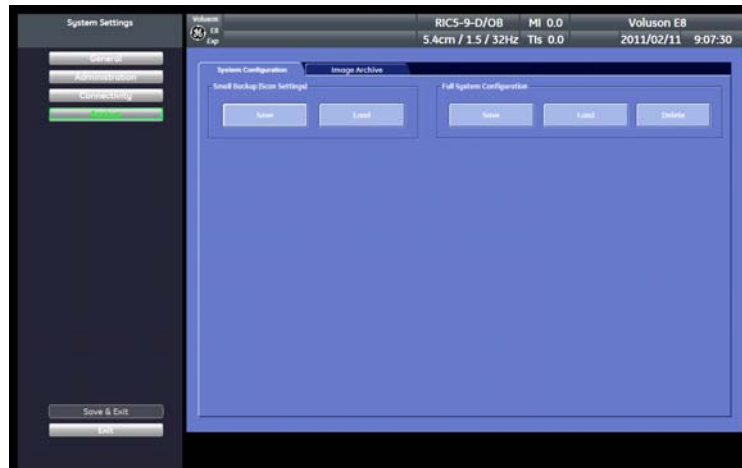 System Settings
General
Administration
Connectivity
Backup
Save & Exit
Exit
Voluson
E8
Exp
RIC5-9-D/OB MI 0.0 Voluson E8
5.4cm / 1.5 / 32Hz TIs 0.0 2011/02/11 9:07:30
System Configuration Image Archive
Small Backup (Scan Settings) Full System Configuration
Save Load Save Load Delete